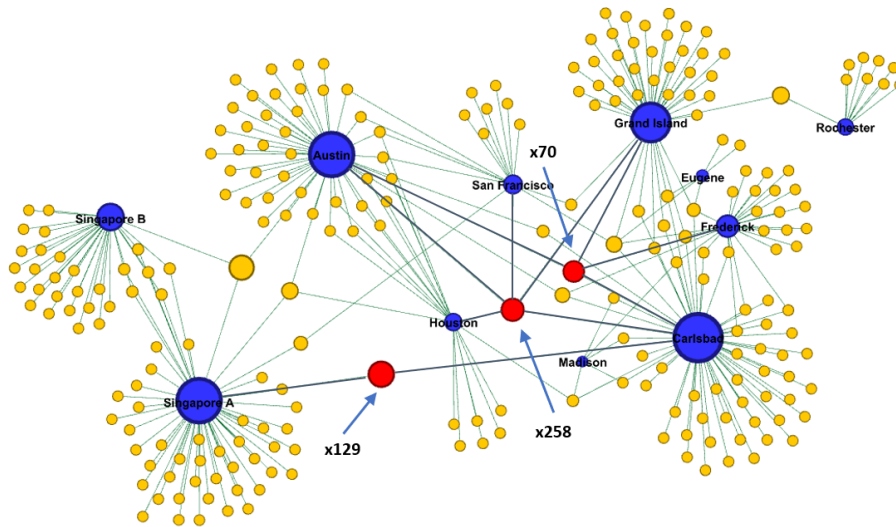 Grand Island
Rochester
Austin
x70
San Francisco
Eugene
Singapore B
Frederick
Houston
Carlsbad
Madison
Singapore A
x258
x129